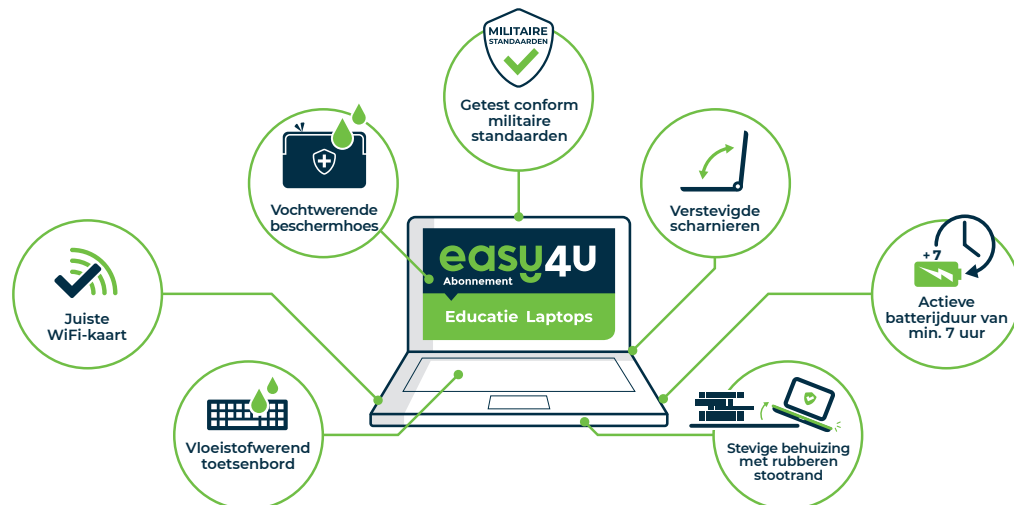 MILITAIRE
STANDAARDEN
Getest conform
militaire
standaarden
Vochtwerende
beschermhoes
Verstevigde
scharnieren
easy4u
Abonnement
Educatie Laptops
Juiste
WiFi-kaart
+7
Actieve
batterijduur van
min. 7 uur
Vloeistofwerend
toetsenbord
Stevige behuizing
met rubberen
stootrand